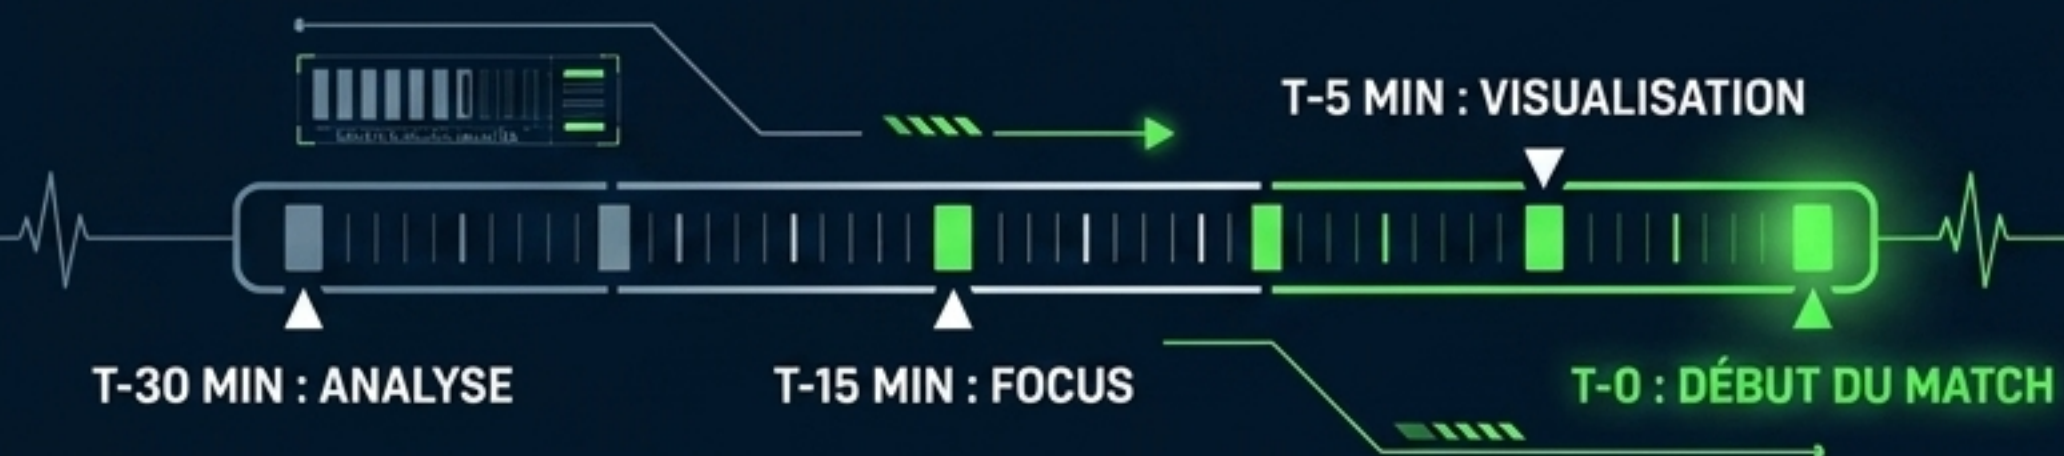 T-5 MIN : VISUALISATION
T-30 MIN : ANALYSE
T-15 MIN : FOCUS
T-0 : DÉBUT DU MATCH